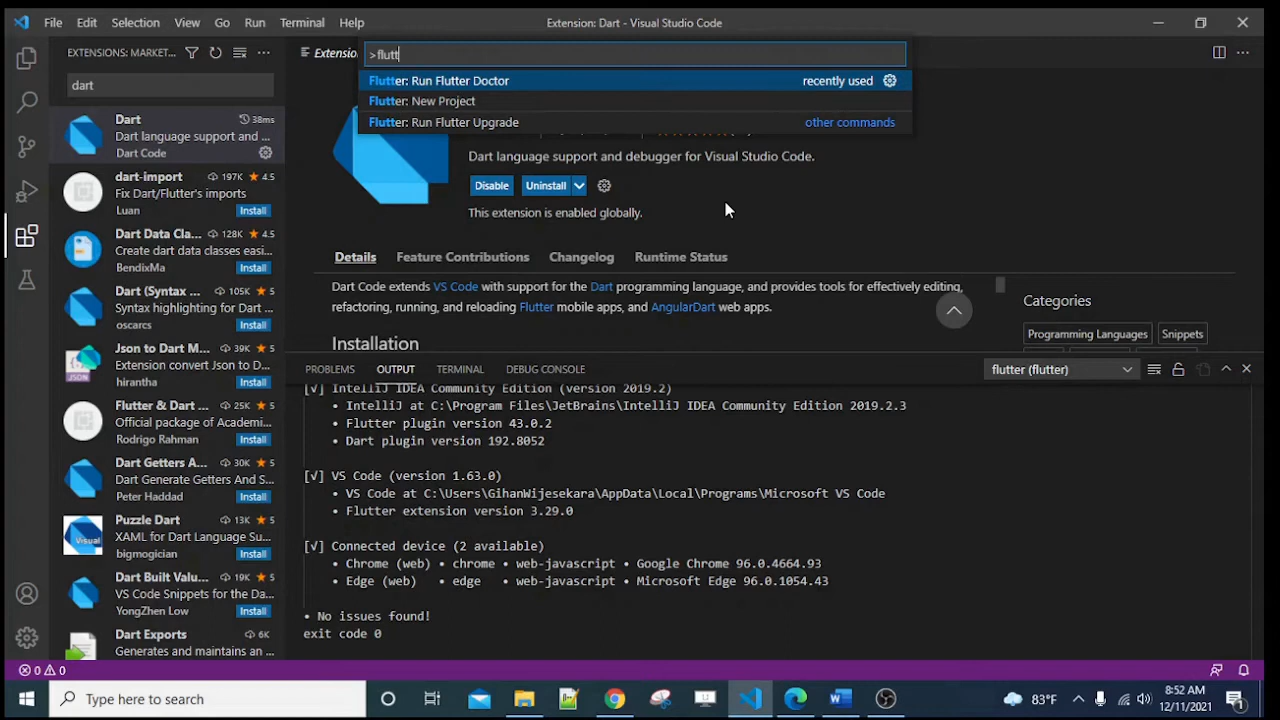 File Edit Selection View Go Run Terminal Help
Extension: Dart - Visual Studio Code
EXTENSIONS: MARKET...
dart
Dart 38ms
Dart language support and ...
Dart Code
dart-import 197K 4.5
Fix Dart/Flutter's imports
Luan Install
Dart Data Cla... 128K 4.5
Create dart data classes easi...
BendixMa Install
Dart (Syntax ... 105K 5
Syntax highlighting for Dart ...
oscarcs Install
Json to Dart M... 39K 5
Extension convert Json to D...
hirantha Install
Flutter & Dart ... 25K 5
Official package of Academi...
Rodrigo Rahman Install
Dart Getters A... 30K 5
Dart Generate Getters And S...
Peter Haddad Install
Visual
Puzzle Dart 13K 5
XAML for Dart Language Su...
bigmogician Install
Dart Built Valu... 19K 5
VS Code Snippets for the Da...
YongZhen Low Install
Dart Exports 6K
Generates and maintains an ...
Extension
>flutt
Flutter: Run Flutter Doctor recently used
Flutter: New Project
Flutter: Run Flutter Upgrade other commands
Dart language support and debugger for Visual Studio Code.
Disable Uninstall
This extension is enabled globally.
Details Feature Contributions Changelog Runtime Status
Dart Code extends VS Code with support for the Dart programming language, and provides tools for effectively editing,
refactoring, running, and reloading Flutter mobile apps, and AngularDart web apps.
Installation
Categories
Programming Languages Snippets
PROBLEMS OUTPUT TERMINAL DEBUG CONSOLE flutter (flutter)
[√] IntelliJ IDEA Community Edition (version 2019.2)
• IntelliJ at C:\Program Files\JetBrains\IntelliJ IDEA Community Edition 2019.2.3
• Flutter plugin version 43.0.2
• Dart plugin version 192.8052
[√] VS Code (version 1.63.0)
• VS Code at C:\Users\GihanWijesekara\AppData\Local\Programs\Microsoft VS Code
• Flutter extension version 3.29.0
[√] Connected device (2 available)
• Chrome (web) • chrome • web-javascript • Google Chrome 96.0.4664.93
• Edge (web) • edge • web-javascript • Microsoft Edge 96.0.1054.43
• No issues found!
exit code 0
0 0
Type here to search
83°F
8:52 AM
12/11/2021
1